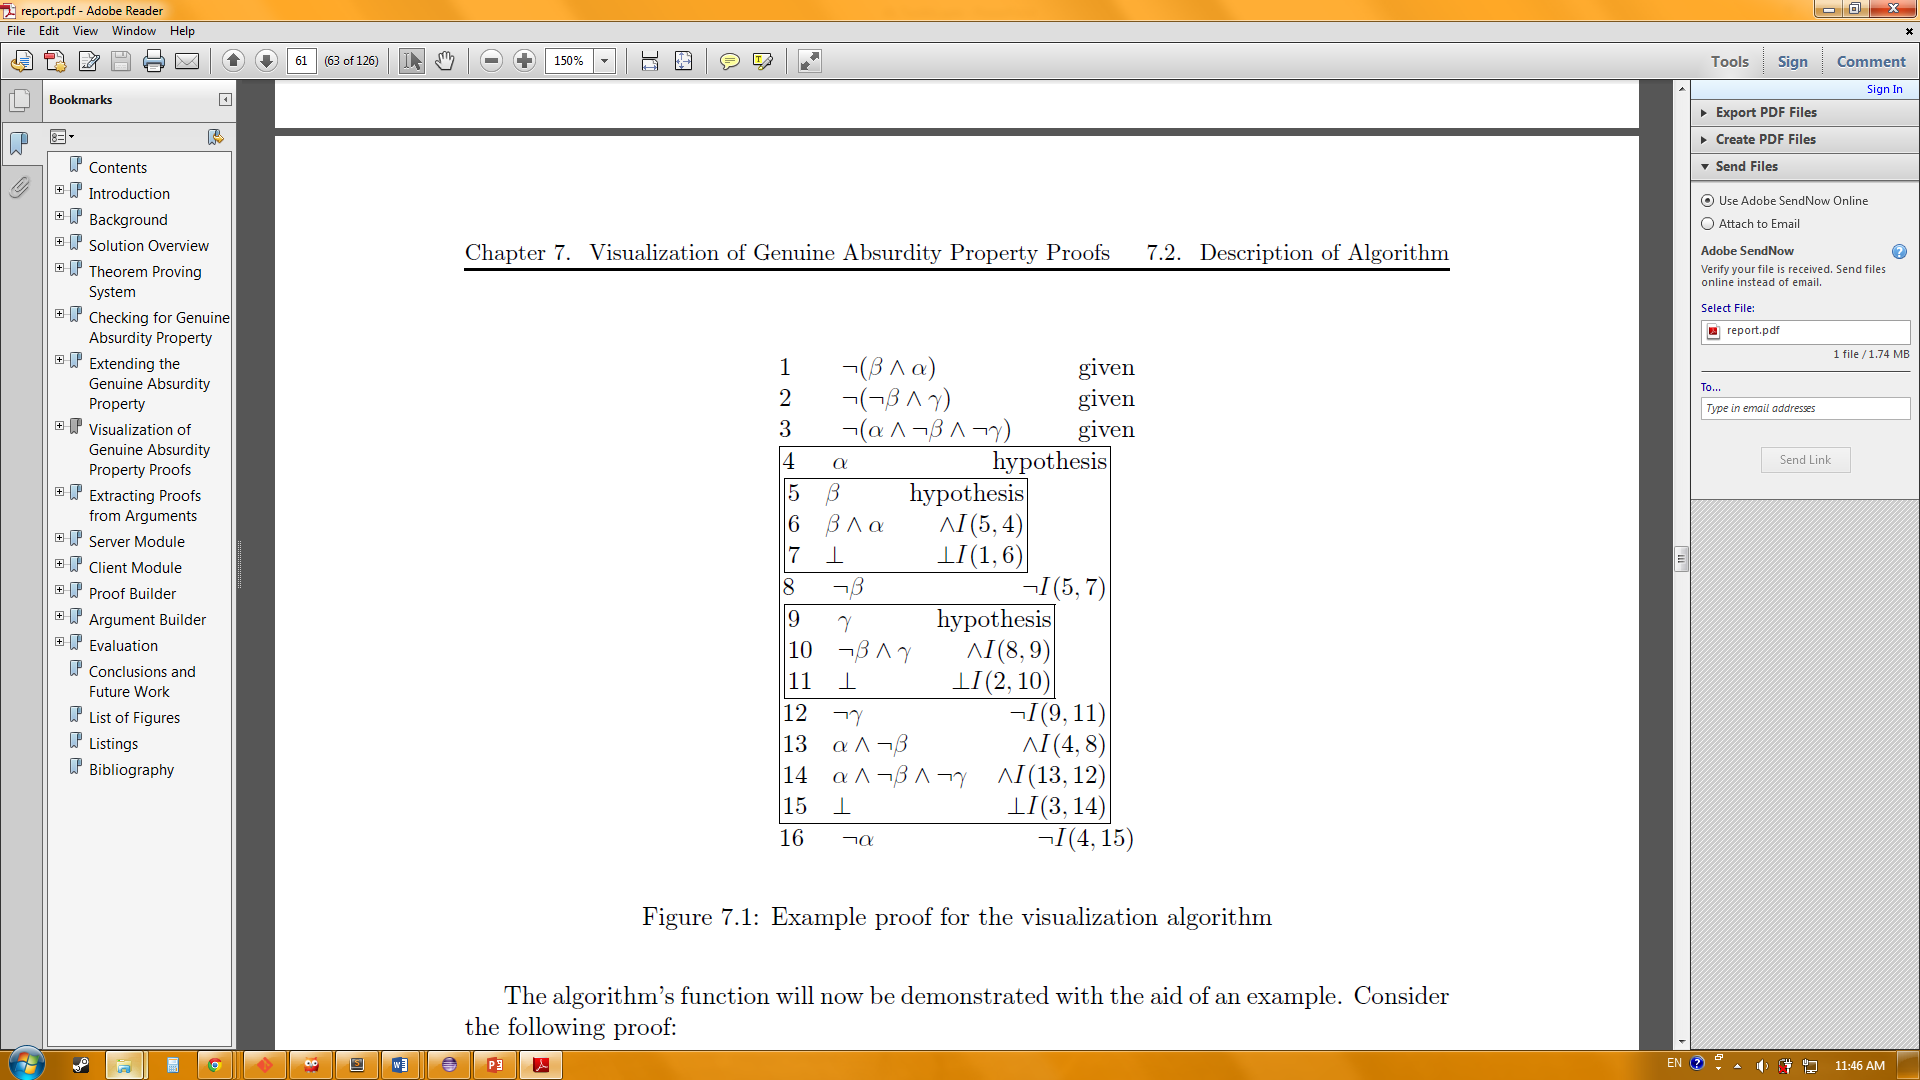 report.pdf - Adobe Reader
File Edit View Window Help
61 (63 of 126) 150% Tools Sign Comment
Bookmarks
Contents
Introduction
Background
Solution Overview
Theorem Proving
System
Checking for Genuine
Absurdity Property
Extending the
Genuine Absurdity
Property
Visualization of
Genuine Absurdity
Property Proofs
Extracting Proofs
from Arguments
Server Module
Client Module
Proof Builder
Argument Builder
Evaluation
Conclusions and
Future Work
List of Figures
Listings
Bibliography
Chapter 7. Visualization of Genuine Absurdity Property Proofs 7.2. Description of Algorithm
1 ¬(β ∧ α) given
2 ¬(¬β ∧ γ) given
3 ¬(α ∧ ¬β ∧ ¬γ) given
4 α hypothesis
5 β hypothesis
6 β ∧ α ∧I(5, 4)
7 ⊥ ⊥I(1, 6)
8 ¬β ¬I(5, 7)
9 γ hypothesis
10 ¬β ∧ γ ∧I(8, 9)
11 ⊥ ⊥I(2, 10)
12 ¬γ ¬I(9, 11)
13 α ∧ ¬β ∧I(4, 8)
14 α ∧ ¬β ∧ ¬γ ∧I(13, 12)
15 ⊥ ⊥I(3, 14)
16 ¬α ¬I(4, 15)
Figure 7.1: Example proof for the visualization algorithm
The algorithm's function will now be demonstrated with the aid of an example. Consider
the following proof:
Sign In
Export PDF Files
Create PDF Files
Send Files
Use Adobe SendNow Online
Attach to Email
Adobe SendNow
Verify your file is received. Send files
online instead of email.
Select File:
report.pdf
1 file / 1.74 MB
To...
Type in email addresses
Send Link
EN 11:46 AM